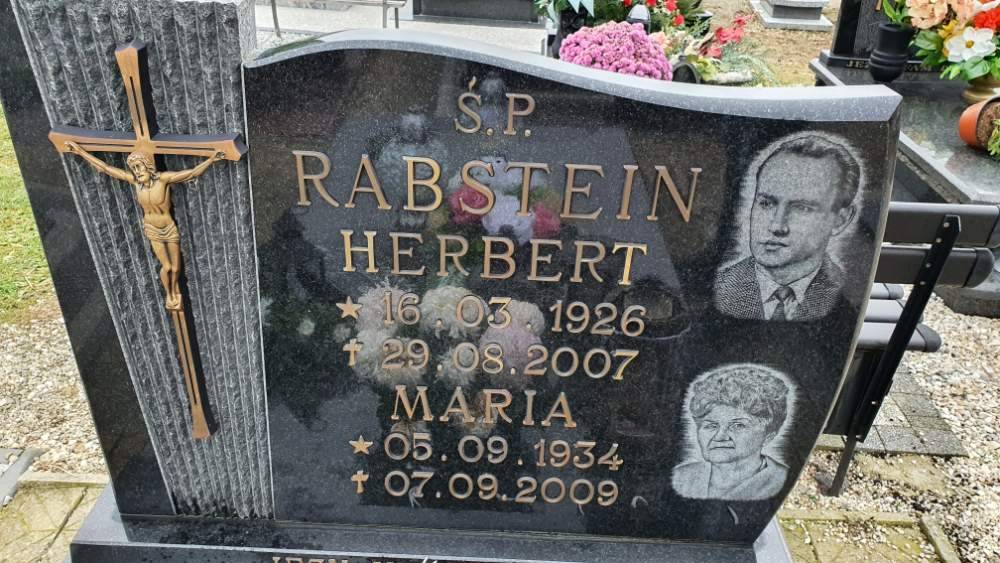 Ś.P.
RABSTEIN
HERBERT
★ 16.03.1926
✝ 29.08.2007
MARIA
★ 05.09.1934
✝ 07.09.2009